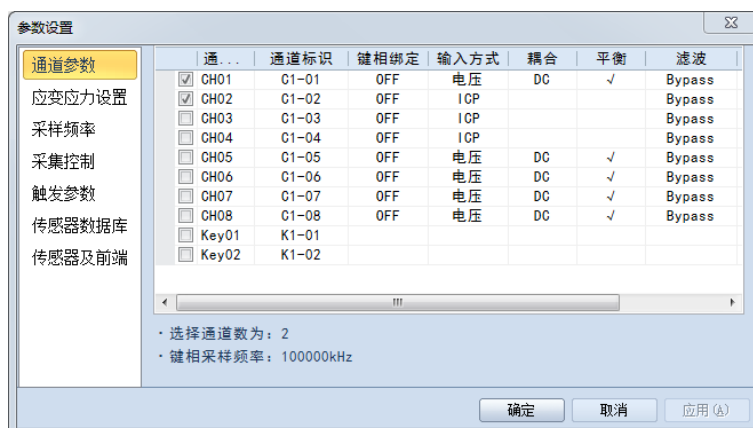 参数设置
通道参数
应变应力设置
采样频率
采集控制
触发参数
传感器数据库
传感器及前端
通... 通道标识 键相绑定 输入方式 耦合 平衡 滤波
CH01 C1-01 OFF 电压 DC √ Bypass
CH02 C1-02 OFF ICP Bypass
CH03 C1-03 OFF ICP Bypass
CH04 C1-04 OFF ICP Bypass
CH05 C1-05 OFF 电压 DC √ Bypass
CH06 C1-06 OFF 电压 DC √ Bypass
CH07 C1-07 OFF 电压 DC √ Bypass
CH08 C1-08 OFF 电压 DC √ Bypass
Key01 K1-01
Key02 K1-02
·选择通道数为: 2
·键相采样频率: 100000kHz
确定 取消 应用(A)